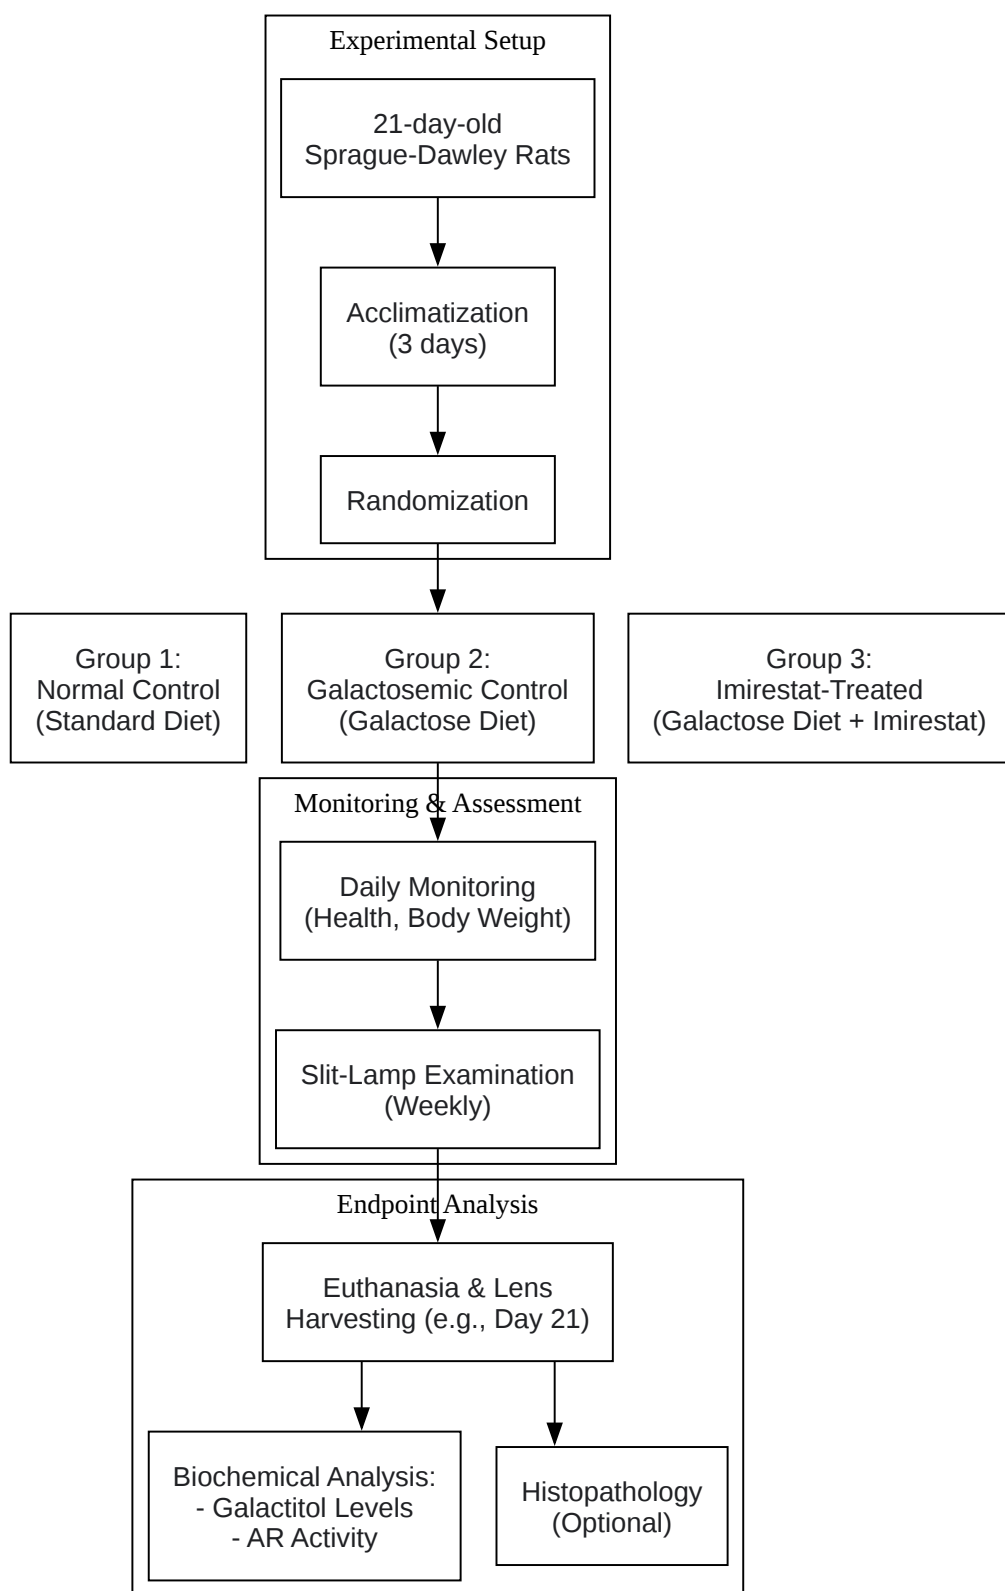 Experimental Setup
21-day-old
Sprague-Dawley Rats
Acclimatization
(3 days)
Randomization
Group 1:
Normal Control
(Standard Diet)
Group 2:
Galactosemic Control
(Galactose Diet)
Group 3:
Imirestat-Treated
(Galactose Diet + Imirestat)
Monitoring & Assessment
Daily Monitoring
(Health, Body Weight)
Slit-Lamp Examination
(Weekly)
Endpoint Analysis
Euthanasia & Lens
Harvesting (e.g., Day 21)
Biochemical Analysis:
- Galactitol Levels
- AR Activity
Histopathology
(Optional)